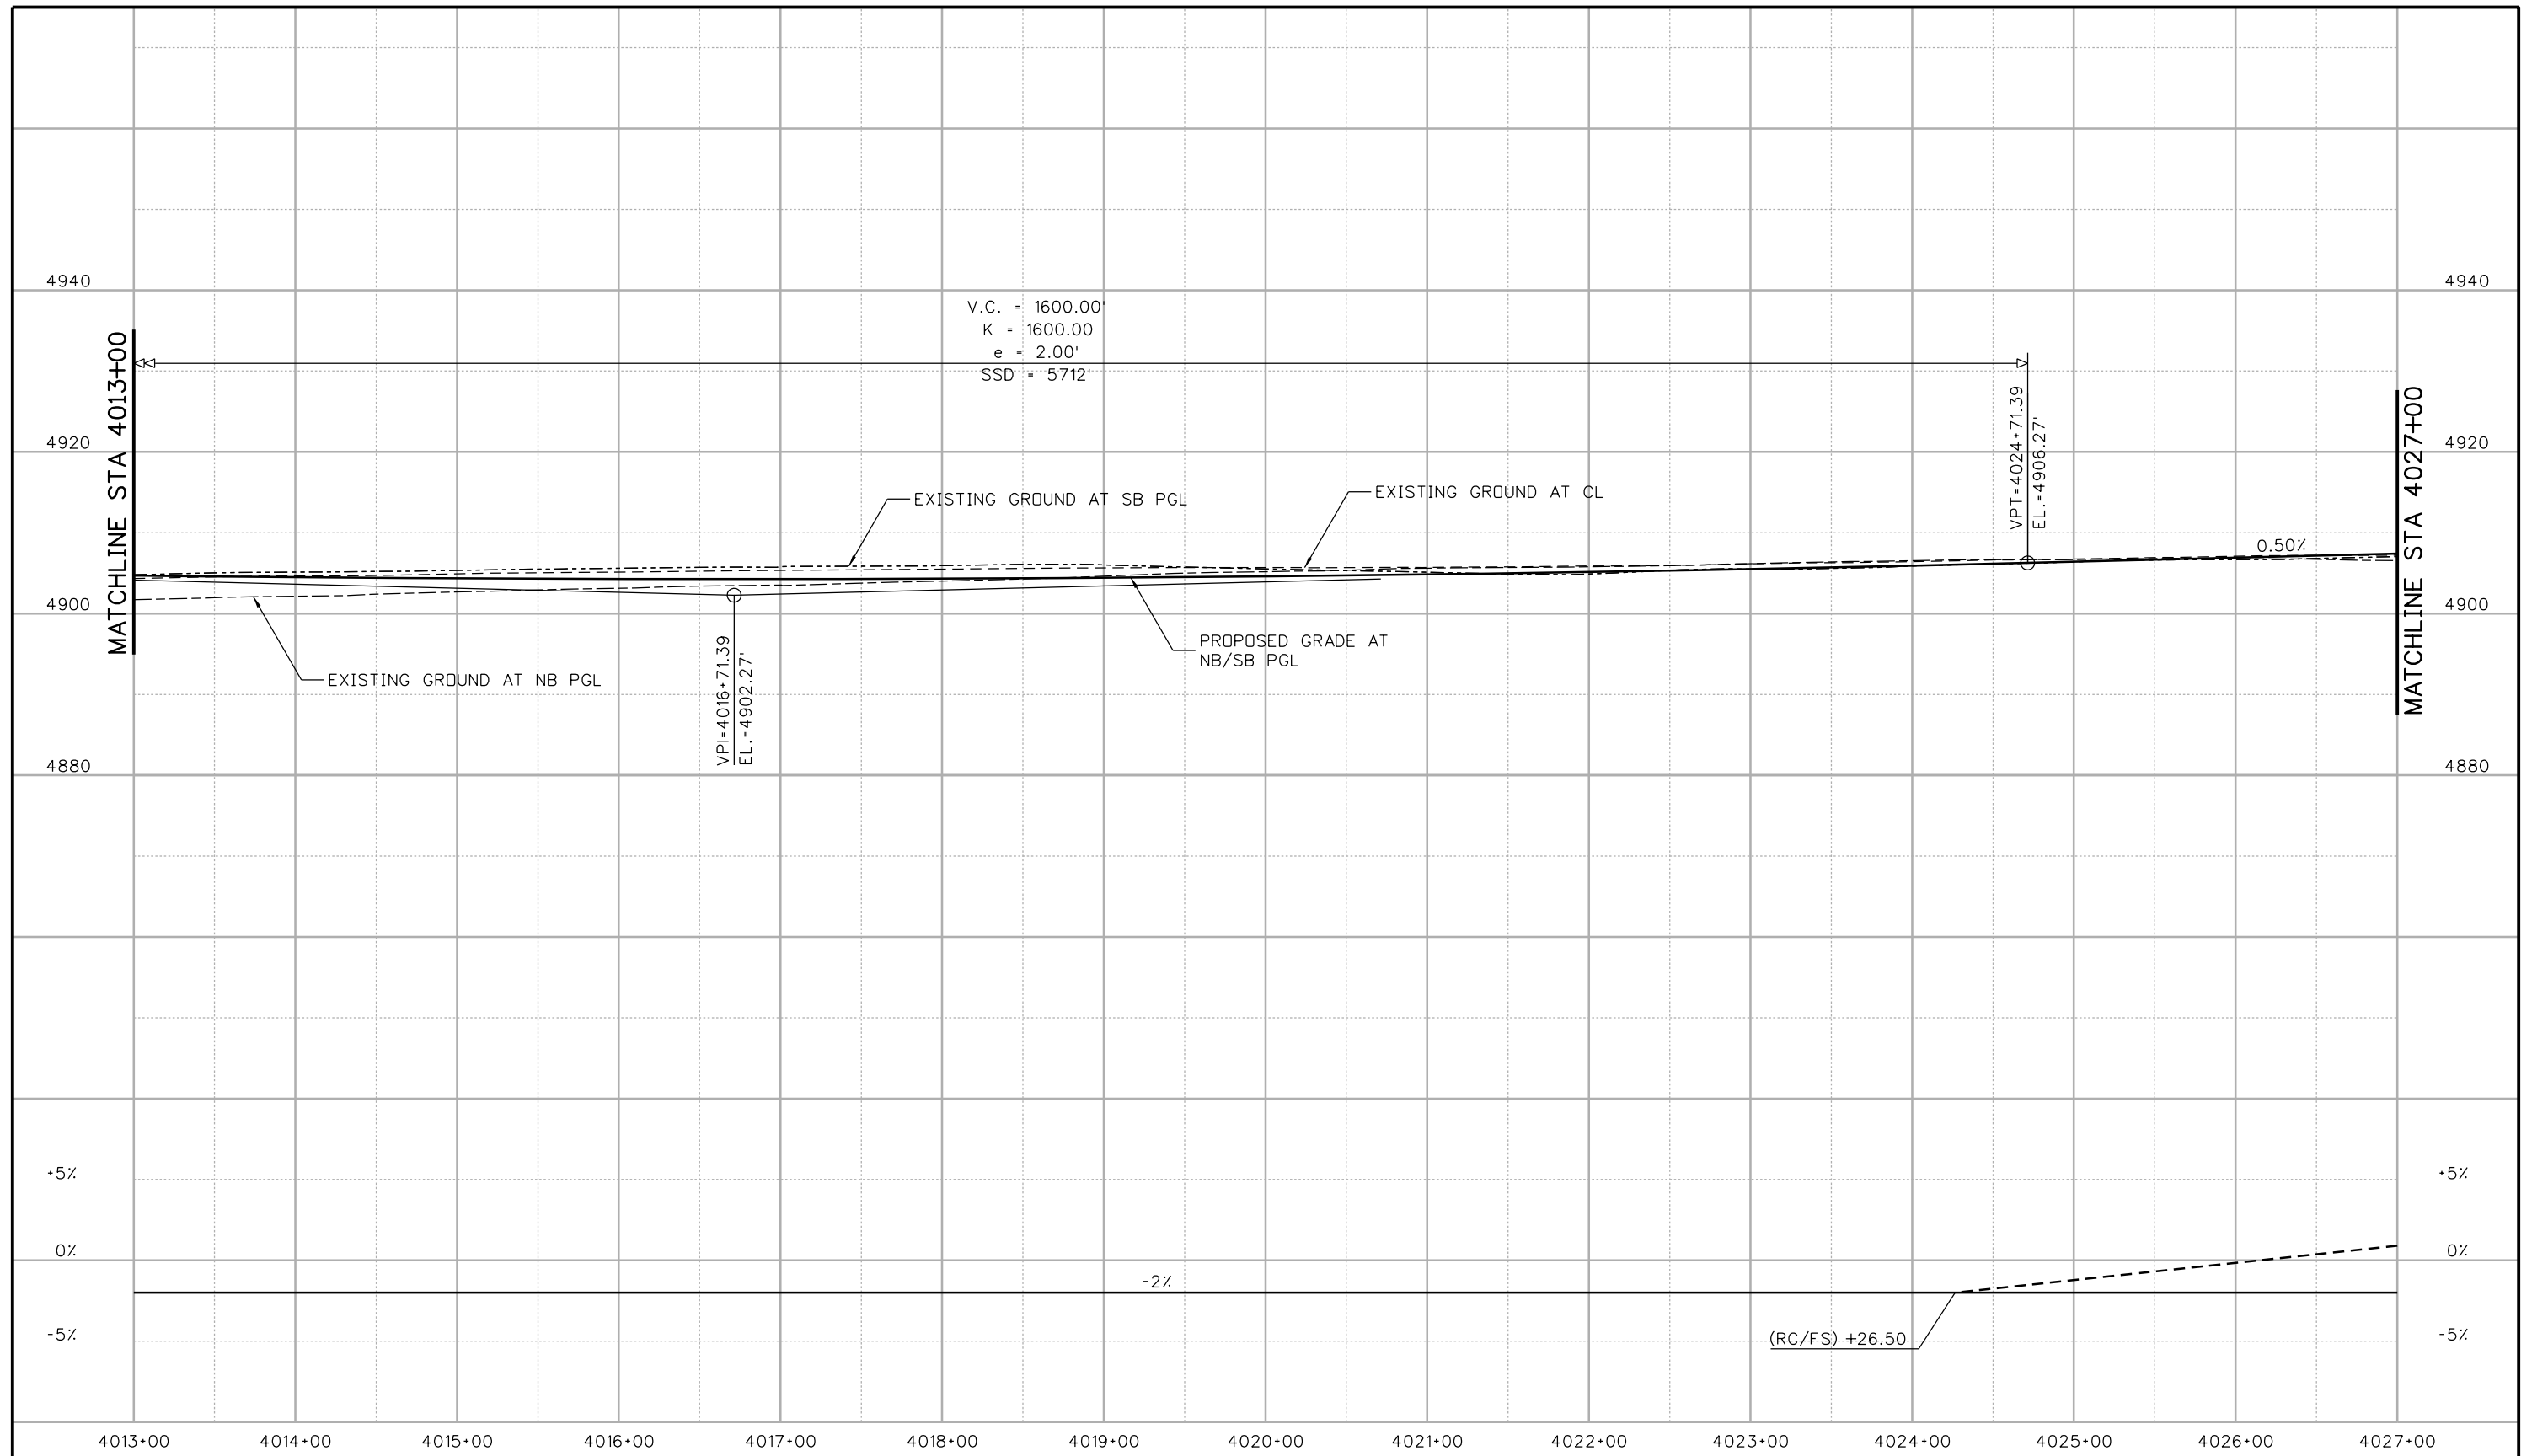 4940
4940
V.C. = 1600.00'
K = 1600.00
e = 2.00'
SSD = 5712'
MATCHLINE STA 4013+00
VPT=4024+71.39
EL.=4906.27'
MATCHLINE STA 4027+00
4920
4920
EXISTING GROUND AT SB PGL
EXISTING GROUND AT CL
0.50%
4900
4900
PROPOSED GRADE AT
NB/SB PGL
EXISTING GROUND AT NB PGL
VPI=4016+71.39
EL.=4902.27'
4880
4880
+5%
+5%
0%
0%
-2%
-5%
(RC/FS) +26.50
-5%
4013+00 4014+00 4015+00 4016+00 4017+00 4018+00 4019+00 4020+00 4021+00 4022+00 4023+00 4024+00 4025+00 4026+00 4027+00